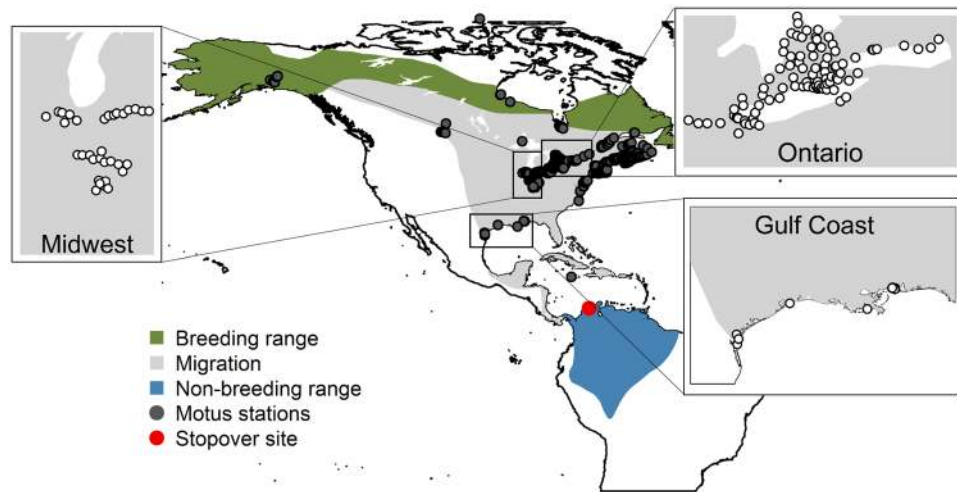 Ontario
Midwest
Gulf Coast
Breeding range
Migration
Non-breeding range
Motus stations
Stopover site